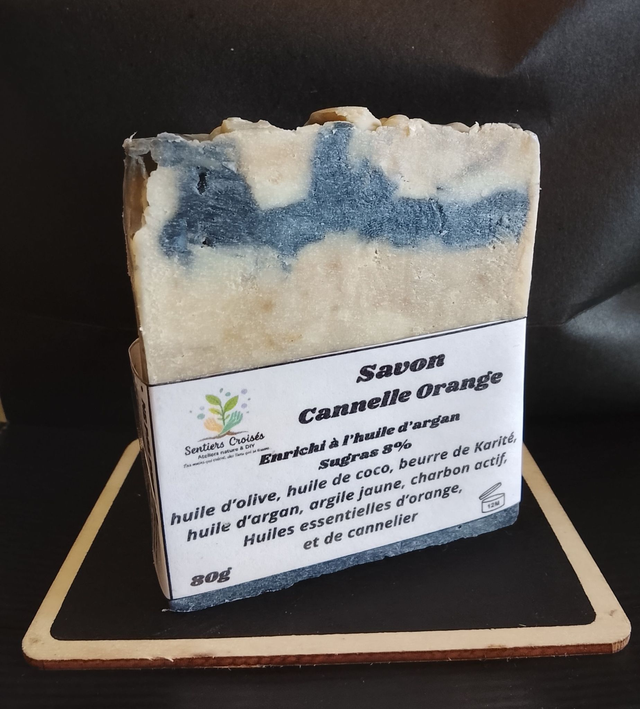 Savon
Cannelle Orange
Enrichi à l'huile d'argan
Sugras 8%
huile d'olive, huile de coco, beurre de Karité,
huile d'argan, argile jaune, charbon actif,
Huiles essentielles d'orange,
et de cannelier
80g
Sentiers Croisés
Ateliers nature & DIY
12M